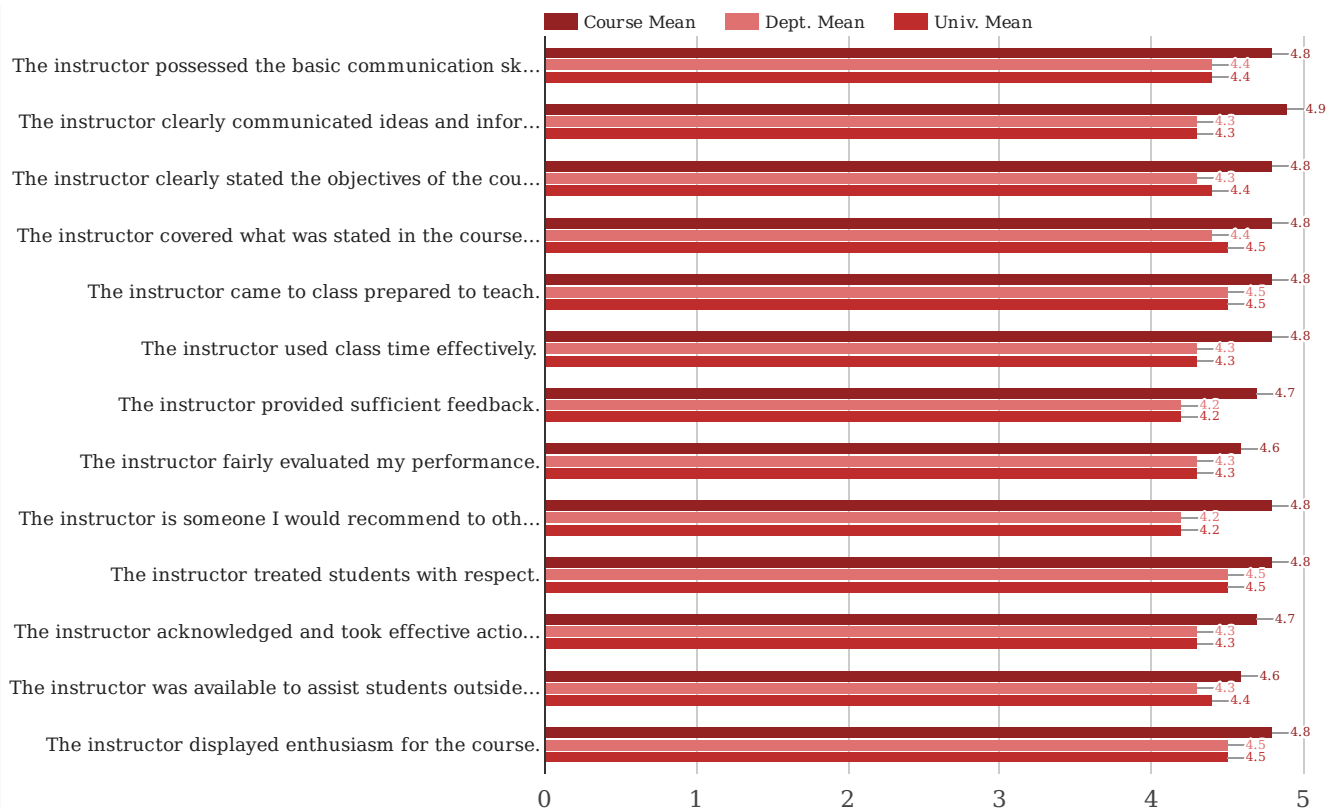 Course Mean Dept. Mean Univ. Mean
The instructor possessed the basic communication sk... 4.8 4.4 4.4
The instructor clearly communicated ideas and infor... 4.9 4.3 4.3
The instructor clearly stated the objectives of the cou... 4.8 4.3 4.4
The instructor covered what was stated in the course... 4.8 4.4 4.5
The instructor came to class prepared to teach. 4.8 4.5 4.5
The instructor used class time effectively. 4.8 4.3 4.3
The instructor provided sufficient feedback. 4.7 4.2 4.2
The instructor fairly evaluated my performance. 4.6 4.3 4.3
The instructor is someone I would recommend to oth... 4.8 4.2 4.2
The instructor treated students with respect. 4.8 4.5 4.5
The instructor acknowledged and took effective actio... 4.7 4.3 4.3
The instructor was available to assist students outside... 4.6 4.3 4.4
The instructor displayed enthusiasm for the course. 4.8 4.5 4.5
0 1 2 3 4 5